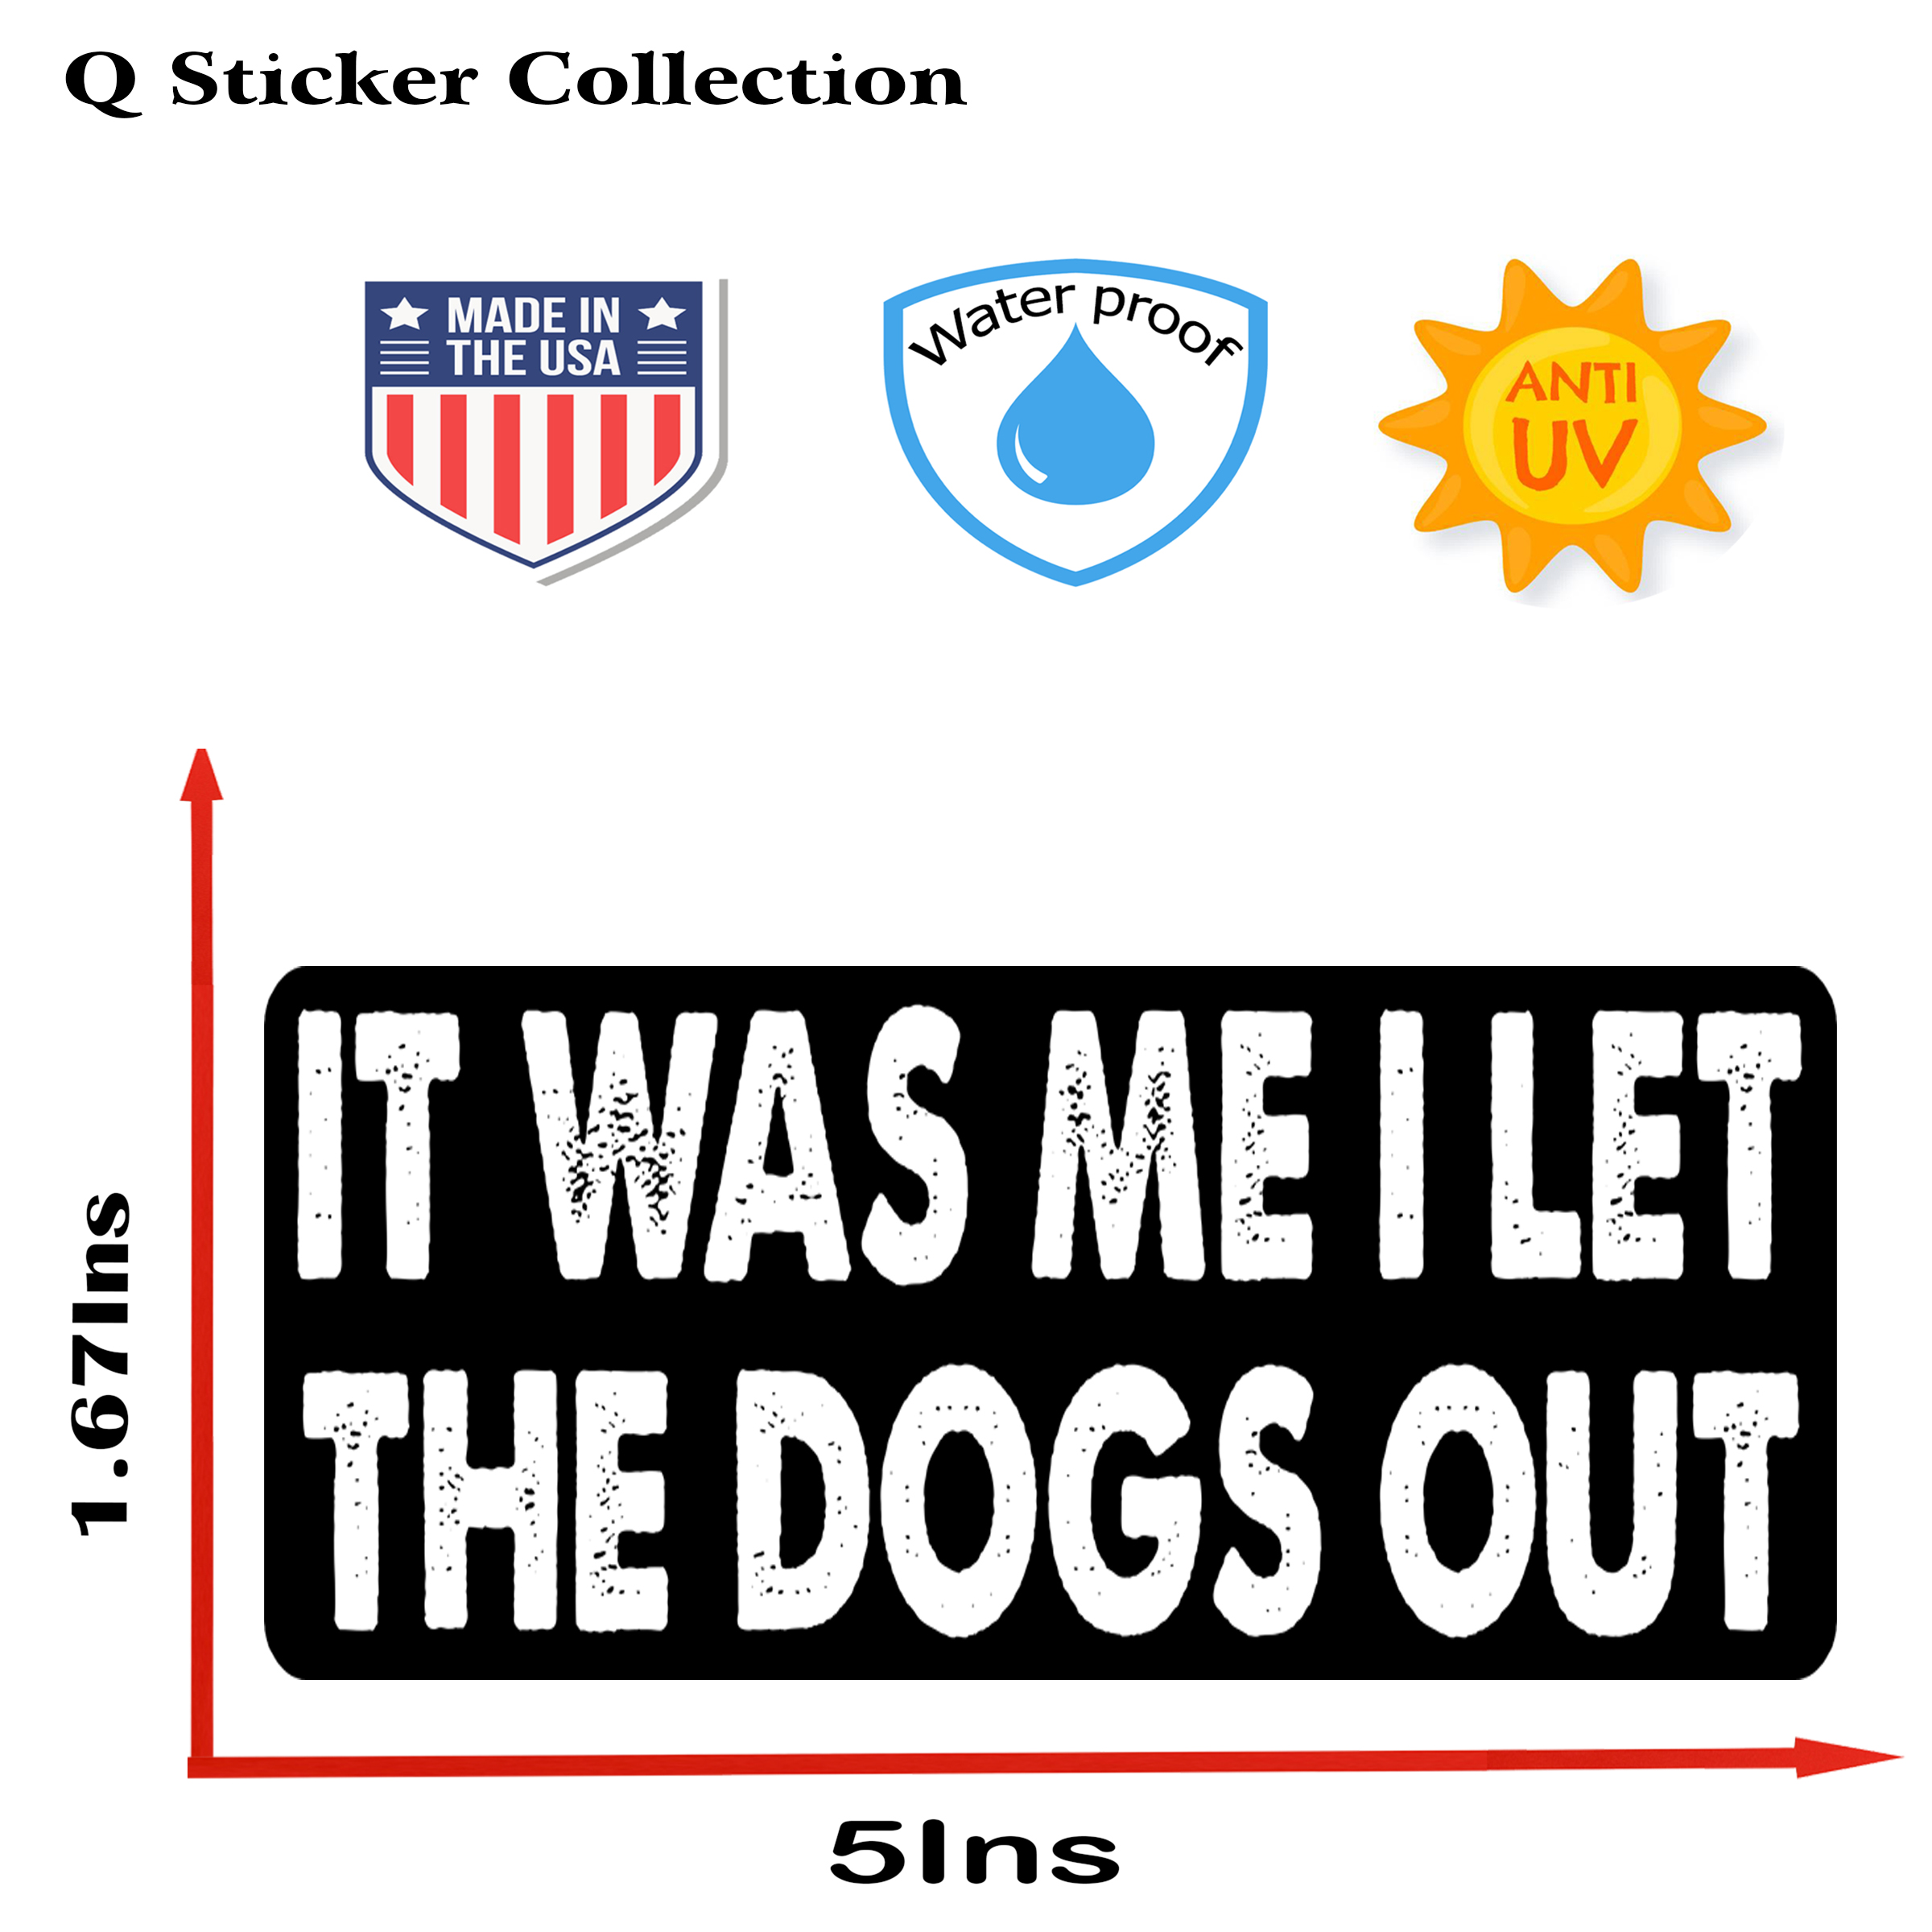 Q Sticker Collection
MADE IN
THE USA
Water proof
ANTI
UV
IT WAS ME I LET
THE DOGS OUT
1.67Ins
5Ins